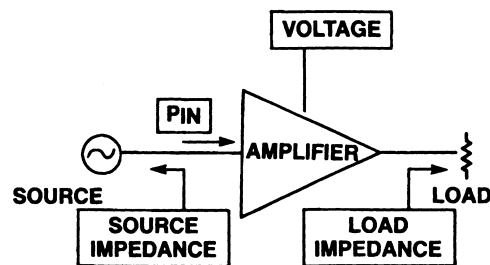 VOLTAGE
PIN
AMPLIFIER
SOURCE
LOAD
SOURCE
IMPEDANCE
LOAD
IMPEDANCE